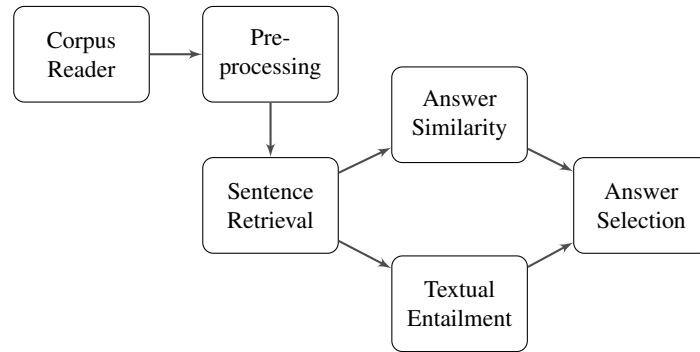 Corpus
Reader
Pre-
processing
Answer
Similarity
Sentence
Retrieval
Answer
Selection
Textual
Entailment